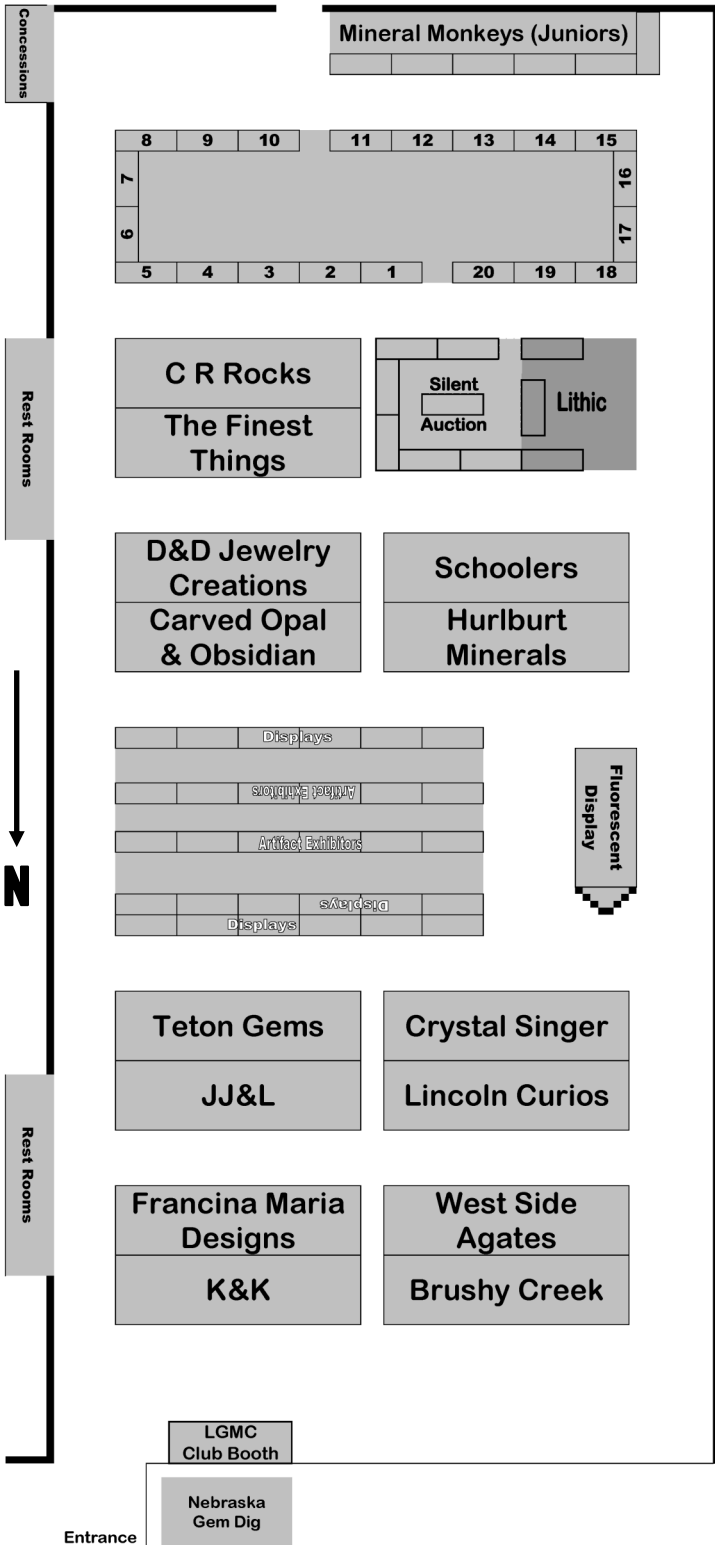 Concessions
Mineral Monkeys (Juniors)
8 9 10 11 12 13 14 15
7
16
6
17
5 4 3 2 1 20 19 18
Rest Rooms
C R Rocks
The Finest
Things
Silent
Auction
Lithic
D&D Jewelry
Creations
Carved Opal
& Obsidian
Schoolers
Hurlburt
Minerals
N
Displays
Artifact Exhibitors
Artifact Exhibitors
Displays
Displays
Fluorescent
Display
Teton Gems
JJ&L
Crystal Singer
Lincoln Curios
Rest Rooms
Francina Maria
Designs
K&K
West Side
Agates
Brushy Creek
LGMC
Club Booth
Nebraska
Gem Dig
Entrance